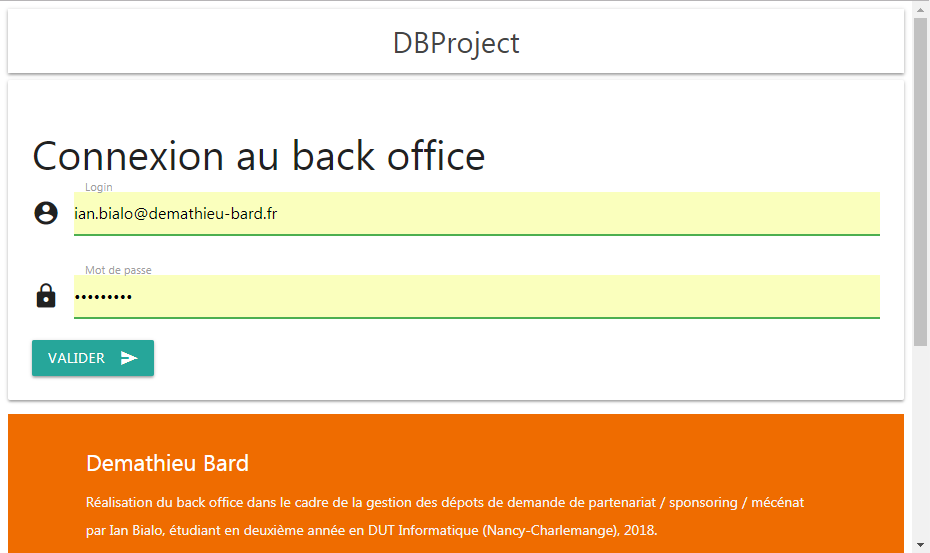 DBProject
Connexion au back office
Login
ian.bialo@demathieu-bard.fr
Mot de passe
•••••••••
VALIDER
Demathieu Bard
Réalisation du back office dans le cadre de la gestion des dépots de demande de partenariat / sponsoring / mécénat
par Ian Bialo, étudiant en deuxième année en DUT Informatique (Nancy-Charlemange), 2018.